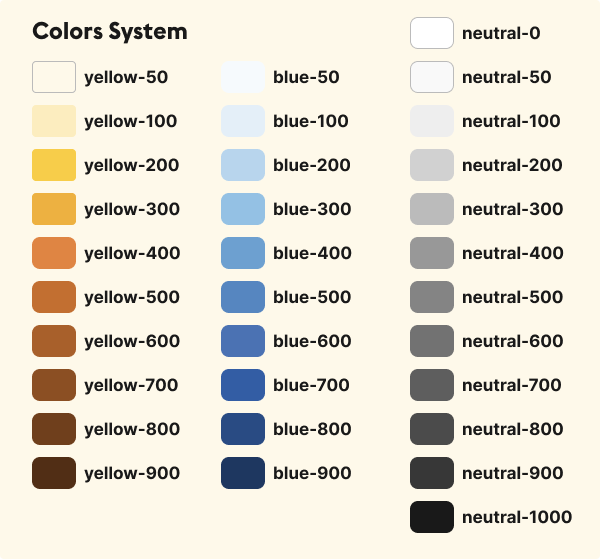 Colors System
yellow-50
yellow-100
yellow-200
yellow-300
yellow-400
yellow-500
yellow-600
yellow-700
yellow-800
yellow-900
blue-50
blue-100
blue-200
blue-300
blue-400
blue-500
blue-600
blue-700
blue-800
blue-900
neutral-0
neutral-50
neutral-100
neutral-200
neutral-300
neutral-400
neutral-500
neutral-600
neutral-700
neutral-800
neutral-900
neutral-1000